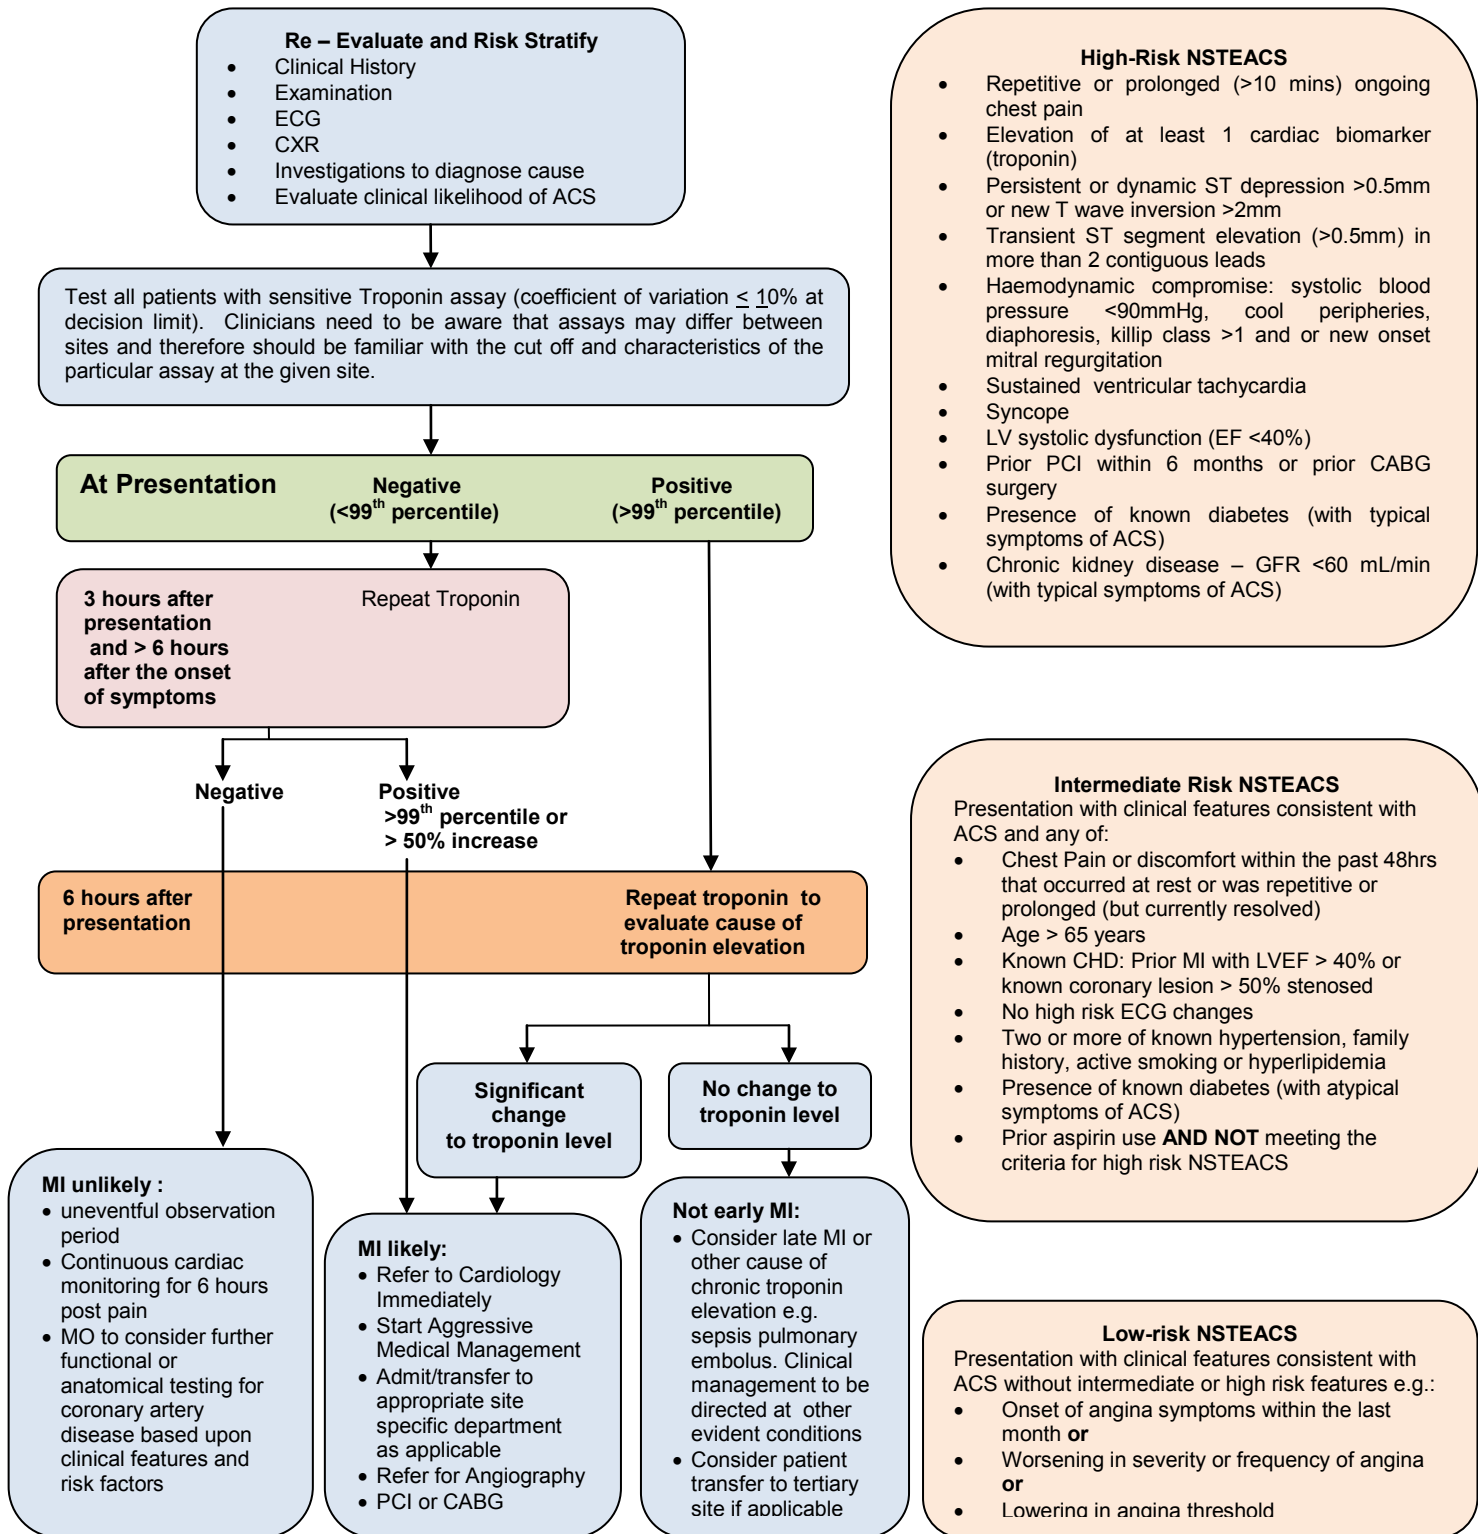 Re – Evaluate and Risk Stratify
• Clinical History
• Examination
• ECG
• CXR
• Investigations to diagnose cause
• Evaluate clinical likelihood of ACS
Test all patients with sensitive Troponin assay (coefficient of variation < 10% at
decision limit). Clinicians need to be aware that assays may differ between
sites and therefore should be familiar with the cut off and characteristics of the
particular assay at the given site.
At Presentation
Negative
(<99th percentile)
Positive
(>99th percentile)
3 hours after
presentation
and > 6 hours
after the onset
of symptoms
Repeat Troponin
Negative
Positive
>99th percentile or
> 50% increase
6 hours after
presentation
Repeat troponin to
evaluate cause of
troponin elevation
Significant
change
to troponin level
No change to
troponin level
MI unlikely :
• uneventful observation
period
• Continuous cardiac
monitoring for 6 hours
post pain
• MO to consider further
functional or
anatomical testing for
coronary artery
disease based upon
clinical features and
risk factors
MI likely:
• Refer to Cardiology
Immediately
• Start Aggressive
Medical Management
• Admit/transfer to
appropriate site
specific department
as applicable
• Refer for Angiography
• PCI or CABG
Not early MI:
• Consider late MI or
other cause of
chronic troponin
elevation e.g.
sepsis pulmonary
embolus. Clinical
management to be
directed at other
evident conditions
• Consider patient
transfer to tertiary
site if applicable
High-Risk NSTEACS
• Repetitive or prolonged (>10 mins) ongoing
chest pain
• Elevation of at least 1 cardiac biomarker
(troponin)
• Persistent or dynamic ST depression >0.5mm
or new T wave inversion >2mm
• Transient ST segment elevation (>0.5mm) in
more than 2 contiguous leads
• Haemodynamic compromise: systolic blood
pressure <90mmHg, cool peripheries,
diaphoresis, killip class >1 and or new onset
mitral regurgitation
• Sustained ventricular tachycardia
• Syncope
• LV systolic dysfunction (EF <40%)
• Prior PCI within 6 months or prior CABG
surgery
• Presence of known diabetes (with typical
symptoms of ACS)
• Chronic kidney disease – GFR <60 mL/min
(with typical symptoms of ACS)
Intermediate Risk NSTEACS
Presentation with clinical features consistent with
ACS and any of:
• Chest Pain or discomfort within the past 48hrs
that occurred at rest or was repetitive or
prolonged (but currently resolved)
• Age > 65 years
• Known CHD: Prior MI with LVEF > 40% or
known coronary lesion > 50% stenosed
• No high risk ECG changes
• Two or more of known hypertension, family
history, active smoking or hyperlipidemia
• Presence of known diabetes (with atypical
symptoms of ACS)
• Prior aspirin use AND NOT meeting the
criteria for high risk NSTEACS
Low-risk NSTEACS
Presentation with clinical features consistent with
ACS without intermediate or high risk features e.g.:
• Onset of angina symptoms within the last
month or
• Worsening in severity or frequency of angina
or
• Lowering in angina threshold